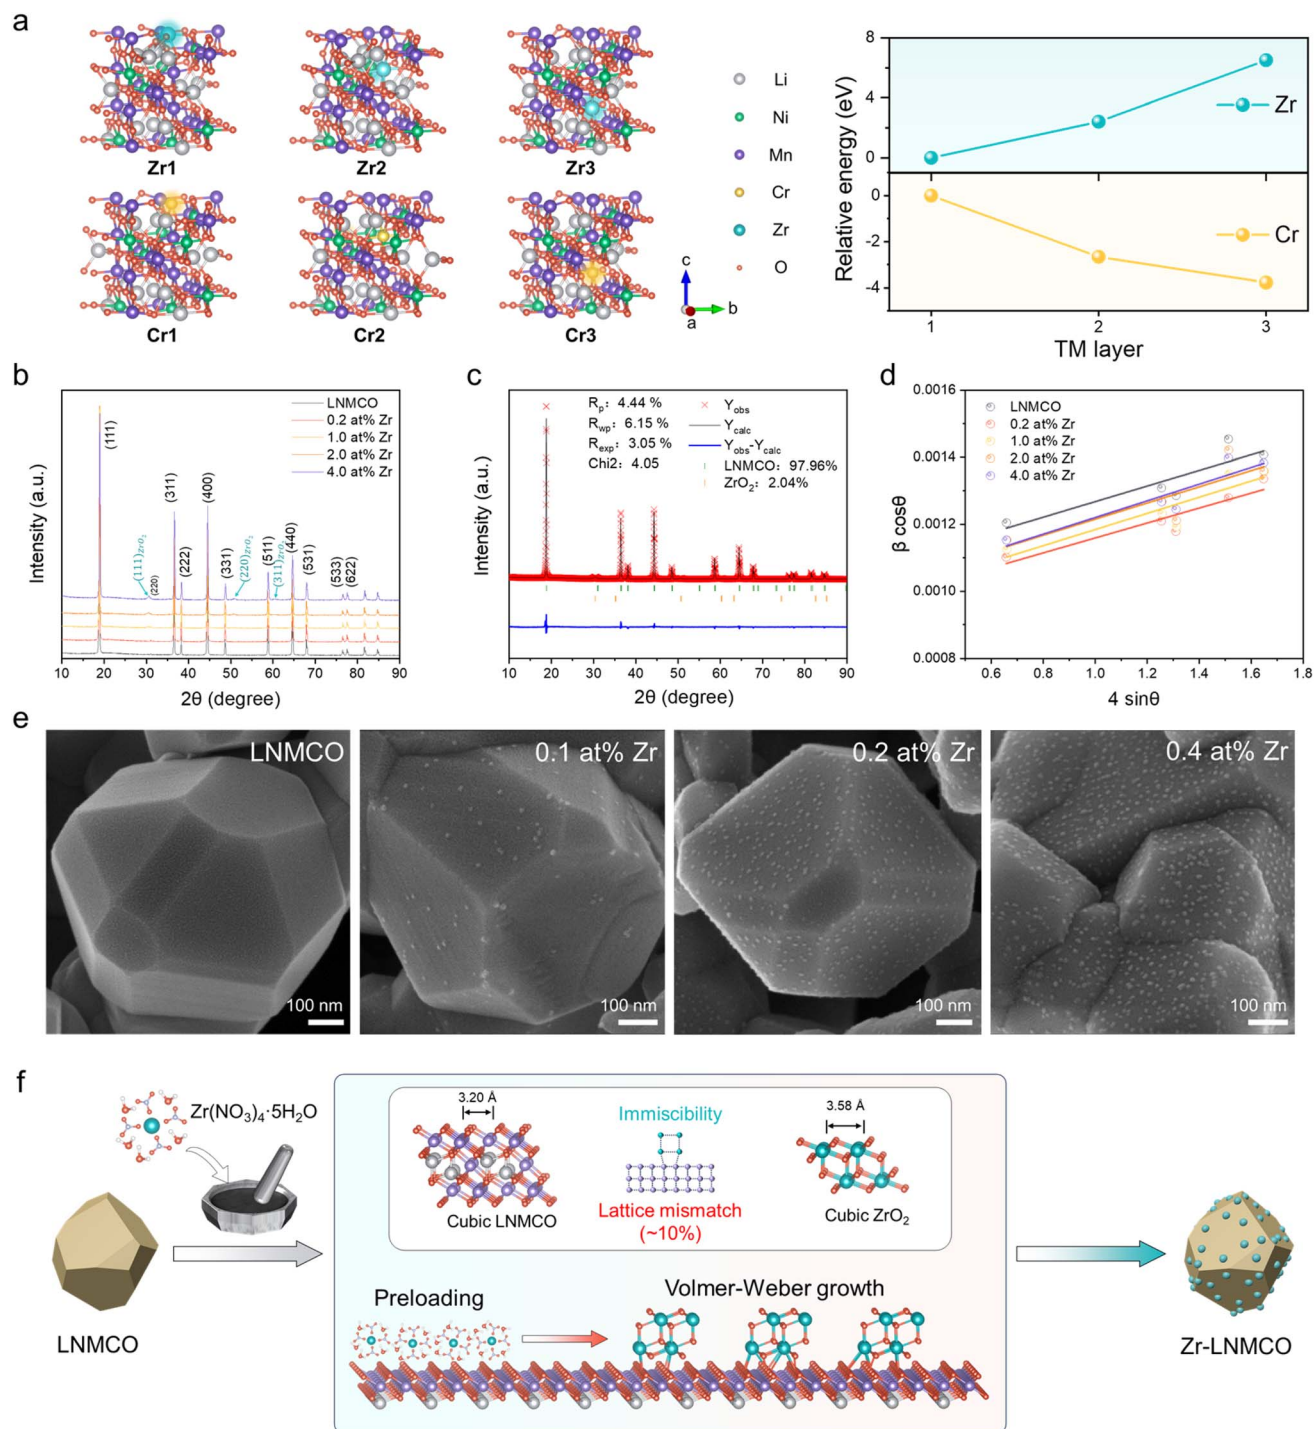 a
Zr1
Zr2
Zr3
Cr1
Cr2
Cr3
Li
Ni
Mn
Cr
Zr
O
c
b
a
Relative energy (eV)
8
4
0
0
-2
-4
Zr
Cr
1
2
3
TM layer
b
Intensity (a.u.)
LNMCO
0.2 at% Zr
1.0 at% Zr
2.0 at% Zr
4.0 at% Zr
(111)
(111)ZrO₂
(220)
(311)
(222)
(400)
(331)
(220)ZrO₂
(511)
(311)ZrO₂
(440)
(531)
(533)
(622)
10 20 30 40 50 60 70 80 90
2θ (degree)
c
Intensity (a.u.)
Rp: 4.44 %
Rwp: 6.15 %
Rexp: 3.05 %
Chi2: 4.05
Yobs
Ycalc
Yobs-Ycalc
LNMCO: 97.96%
ZrO₂: 2.04%
10 20 30 40 50 60 70 80 90
2θ (degree)
d
β cosθ
0.0016
0.0014
0.0012
0.0010
0.0008
LNMCO
0.2 at% Zr
1.0 at% Zr
2.0 at% Zr
4.0 at% Zr
0.6 0.8 1.0 1.2 1.4 1.6 1.8
4 sinθ
e
LNMCO
100 nm
0.1 at% Zr
100 nm
0.2 at% Zr
100 nm
0.4 at% Zr
100 nm
f
Zr(NO₃)₄·5H₂O
LNMCO
3.20 Å
Cubic LNMCO
Immiscibility
Lattice mismatch
(~10%)
3.58 Å
Cubic ZrO₂
Preloading
Volmer-Weber growth
Zr-LNMCO